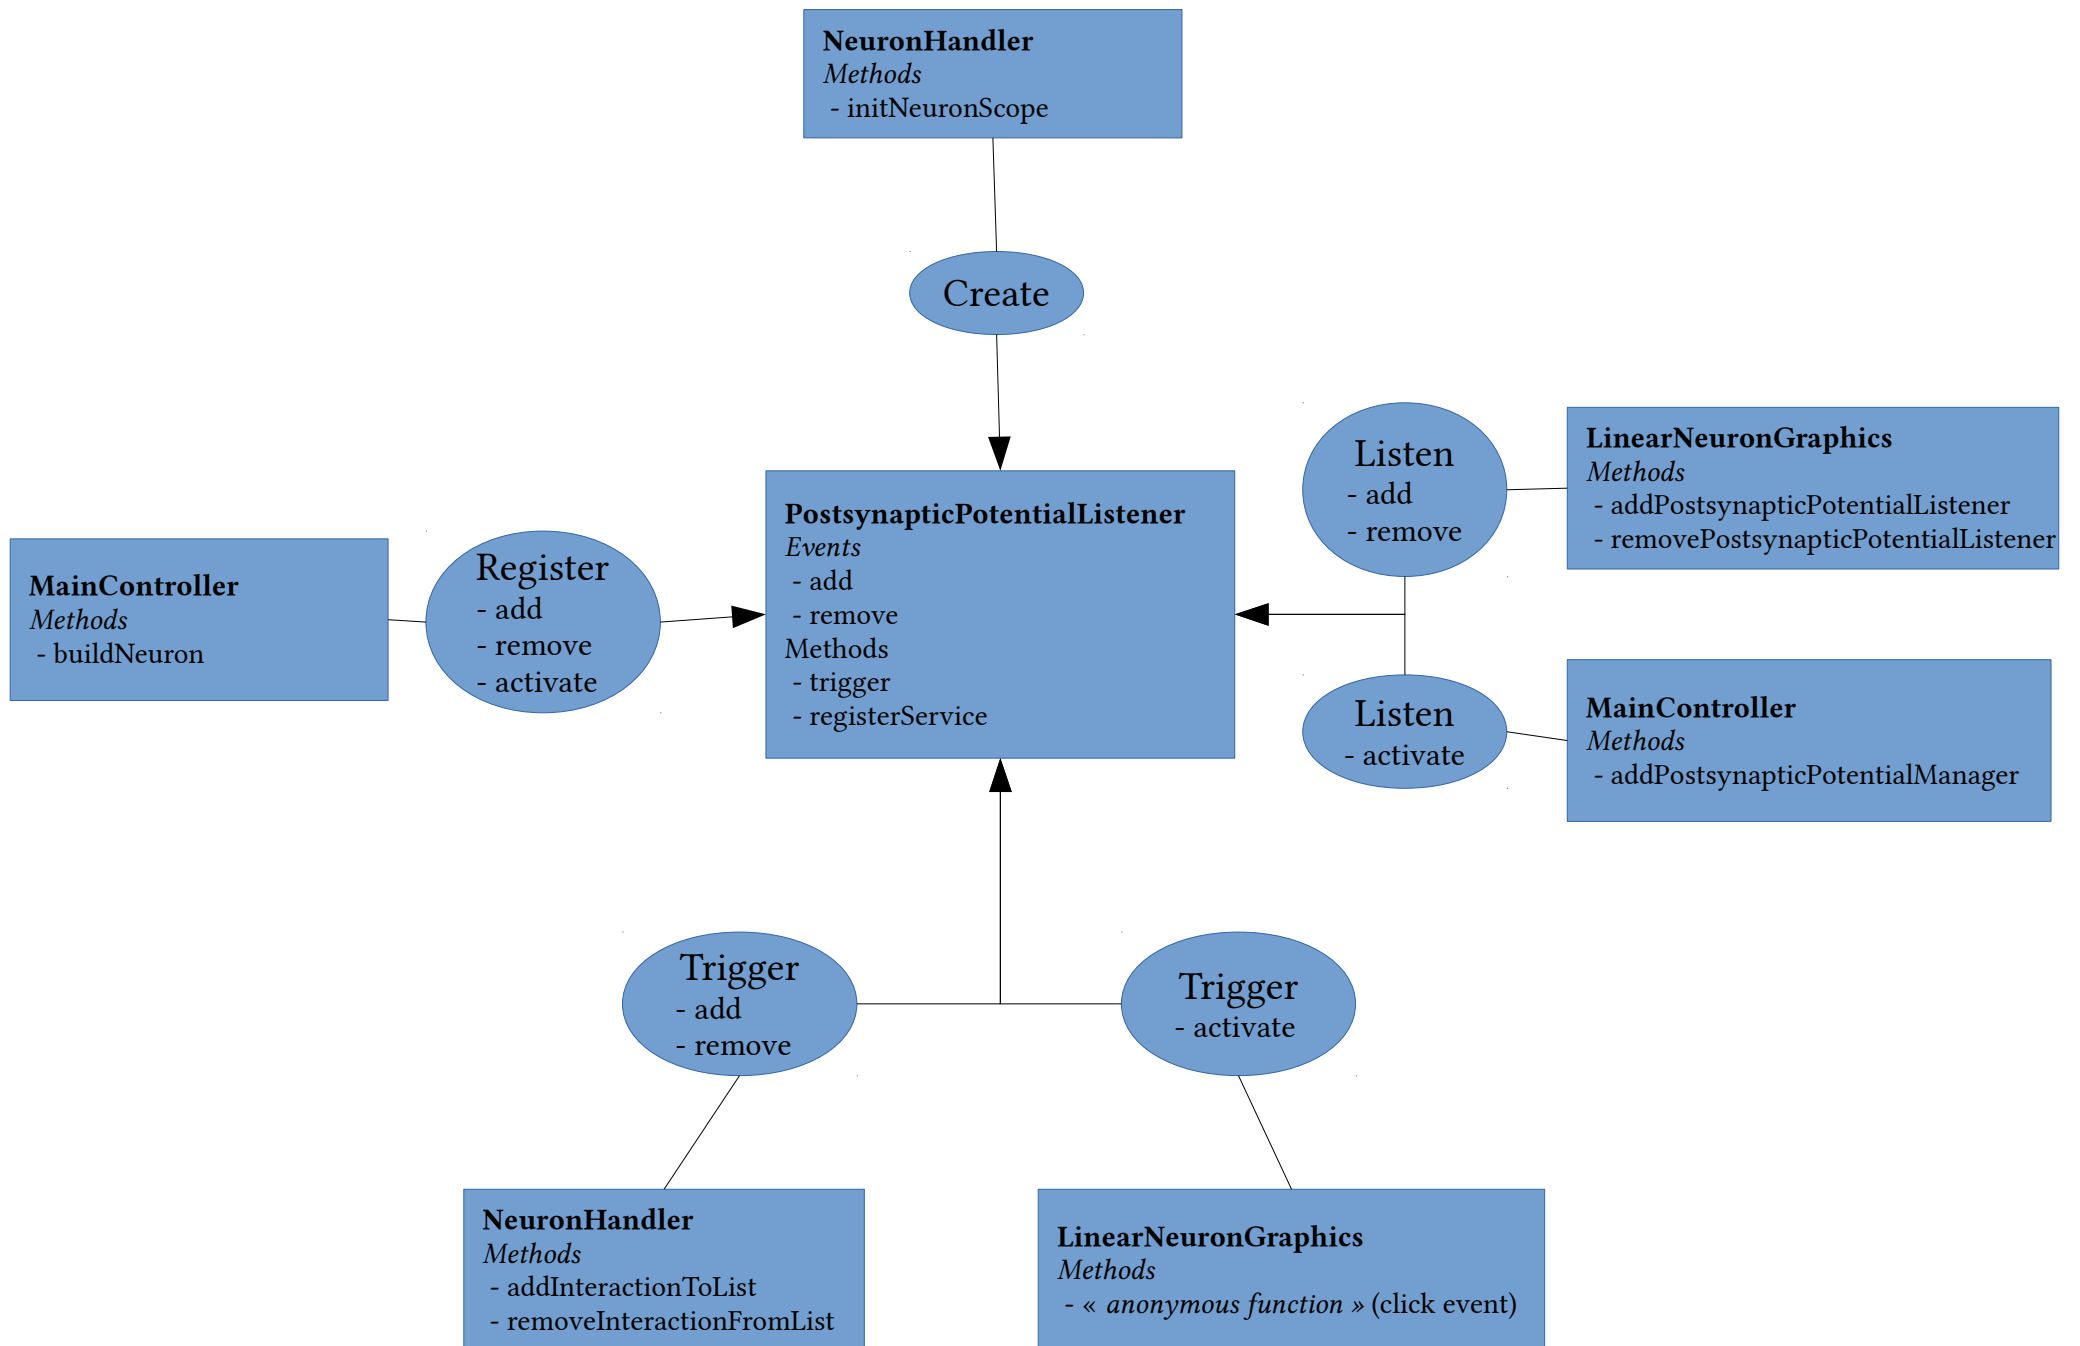 NeuronHandler
Methods
- initNeuronScope
Create
Listen
- add
- remove
LinearNeuronGraphics
Methods
- addPostsynapticPotentialListener
- removePostsynapticPotentialListener
PostsynapticPotentialListener
Events
- add
- remove
Methods
- trigger
- registerService
MainController
Methods
- buildNeuron
Register
- add
- remove
- activate
Listen
- activate
MainController
Methods
- addPostsynapticPotentialManager
Trigger
- add
- remove
Trigger
- activate
NeuronHandler
Methods
- addInteractionToList
- removeInteractionFromList
LinearNeuronGraphics
Methods
- « anonymous function » (click event)